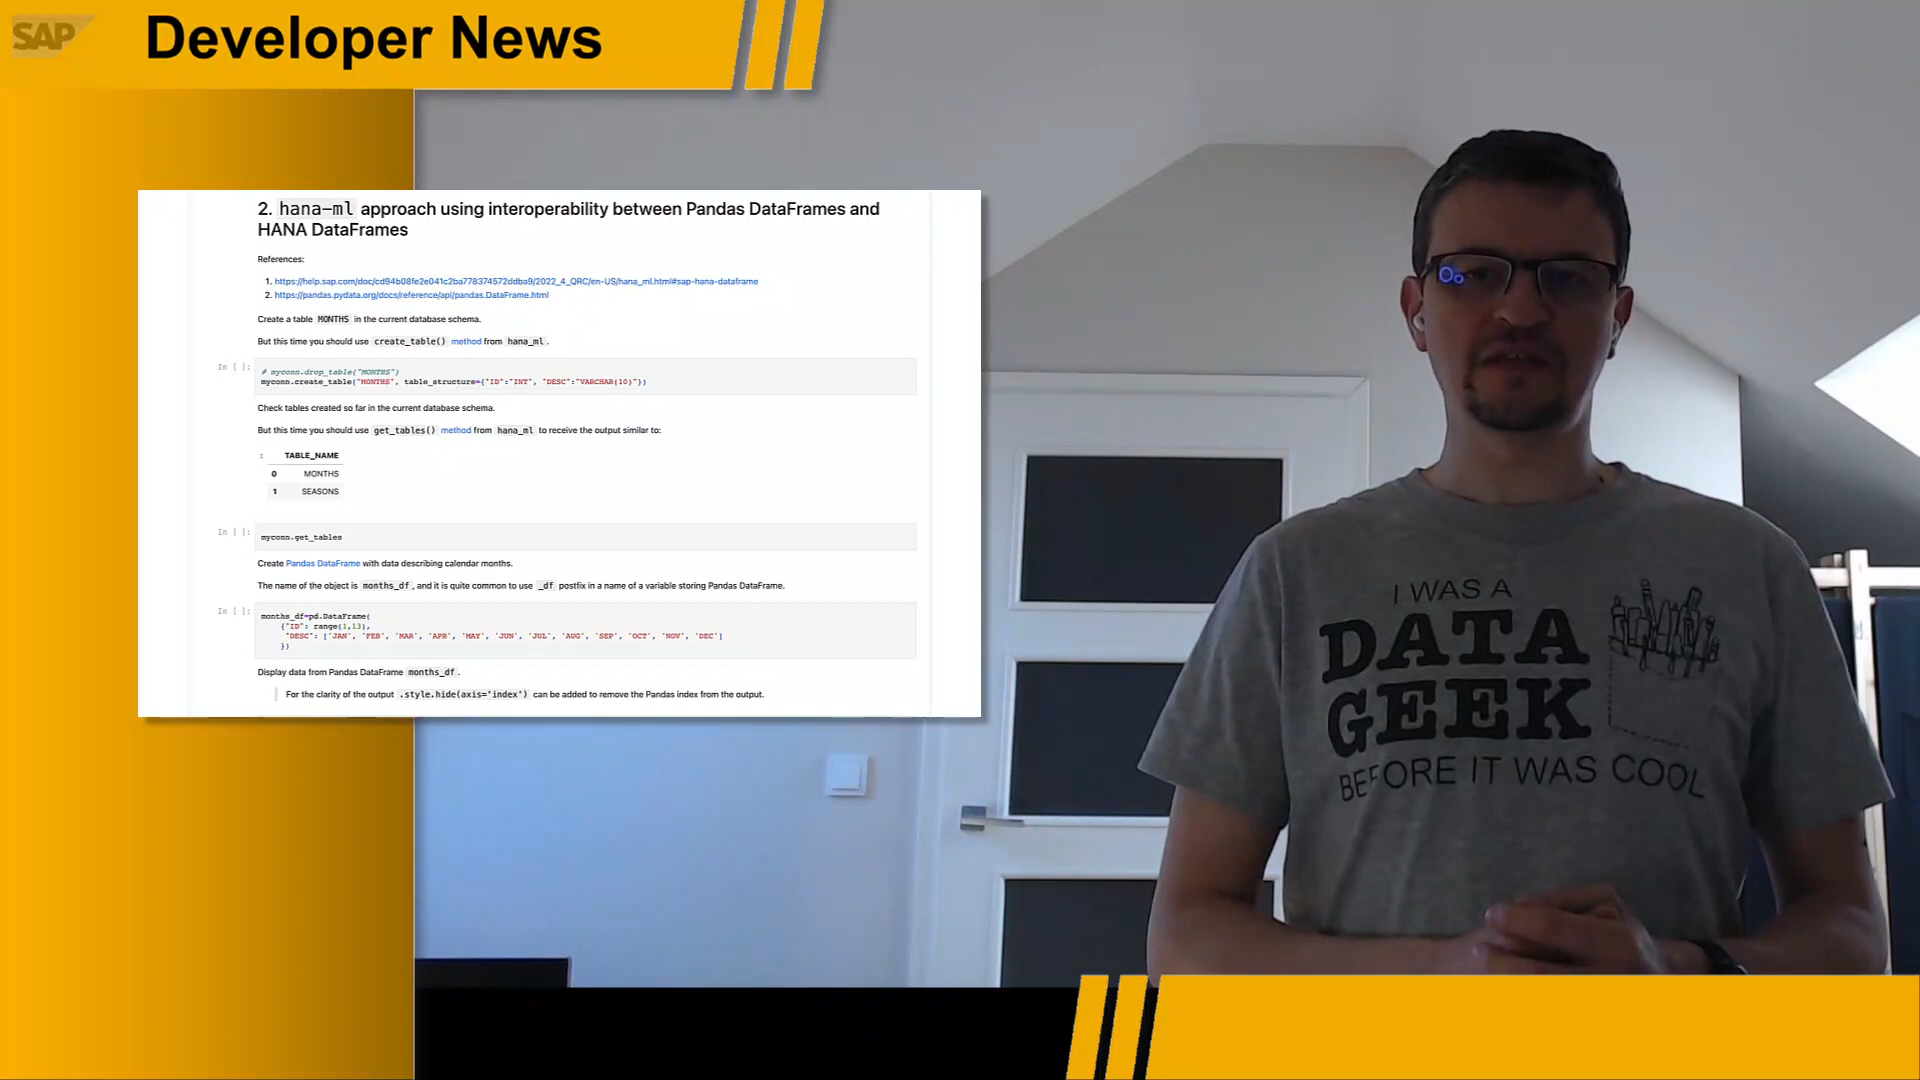 SAP
Developer News
2. hana-ml approach using interoperability between Pandas DataFrames and
HANA DataFrames
References:
1. https://help.sap.com/doc/cd94b08fe2e041c2ba778374572ddba9/2022_4_QRC/en-US/hana_ml.html#sap-hana-dataframe
2. https://pandas.pydata.org/docs/reference/api/pandas.DataFrame.html
Create a table MONTHS in the current database schema.
But this time you should use create_table() method from hana_ml.
In [ ]:
# myconn.drop_table("MONTHS")
myconn.create_table("MONTHS", table_structure={"ID":"INT", "DESC":"VARCHAR(10)"})
Check tables created so far in the current database schema.
But this time you should use get_tables() method from hana_ml to receive the output similar to:
: TABLE_NAME
0 MONTHS
1 SEASONS
In [ ]:
myconn.get_tables
Create Pandas DataFrame with data describing calendar months.
The name of the object is months_df, and it is quite common to use _df postfix in a name of a variable storing Pandas DataFrame.
In [ ]:
months_df=pd.DataFrame(
{"ID": range(1,13),
"DESC": ['JAN', 'FEB', 'MAR', 'APR', 'MAY', 'JUN', 'JUL', 'AUG', 'SEP', 'OCT', 'NOV', 'DEC']
})
Display data from Pandas DataFrame months_df.
For the clarity of the output .style.hide(axis='index') can be added to remove the Pandas index from the output.
I WAS A
DATA
GEEK
BEFORE IT WAS COOL